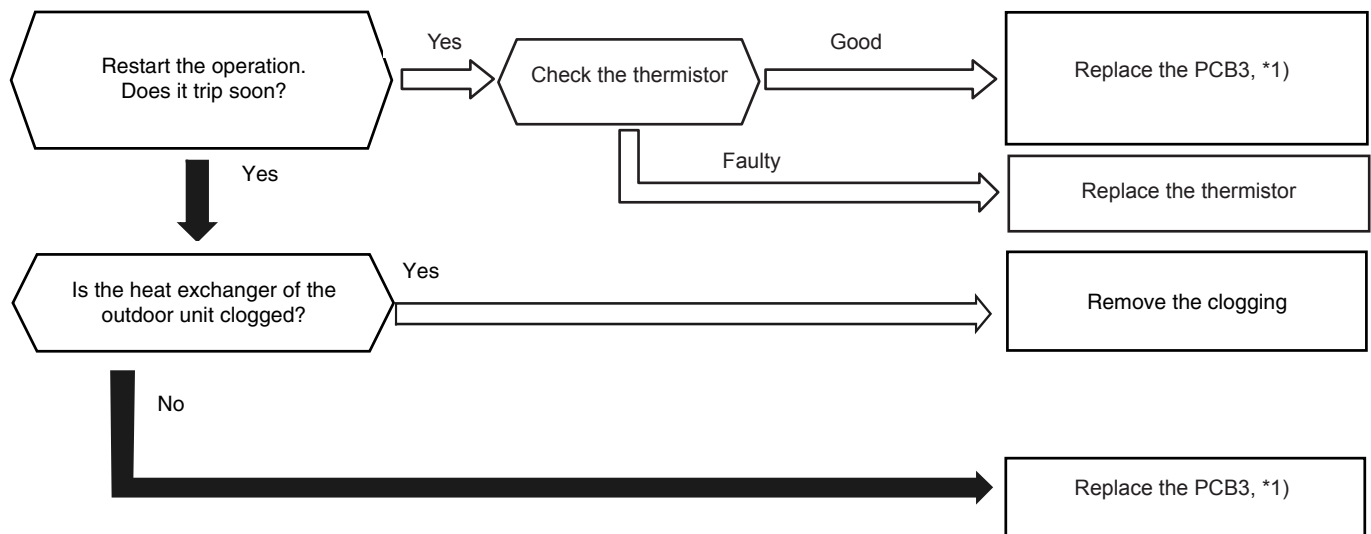 Restart the operation.
Does it trip soon?
Yes
Check the thermistor
Good
Replace the PCB3, *1)
Faulty
Replace the thermistor
Yes
Is the heat exchanger of the
outdoor unit clogged?
Yes
Remove the clogging
No
Replace the PCB3, *1)